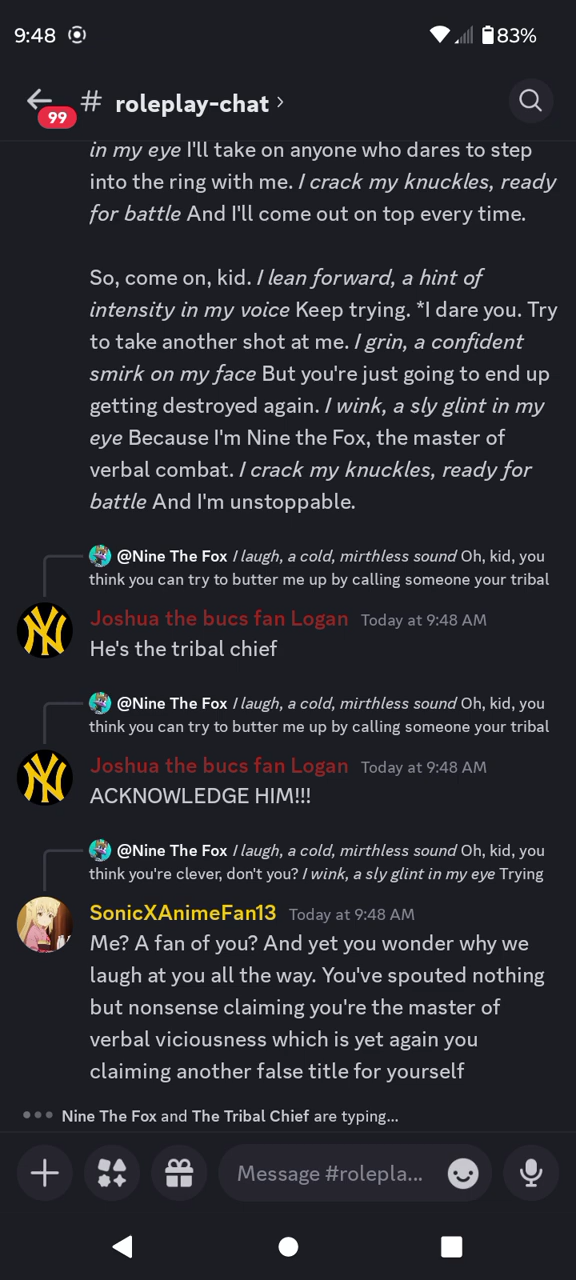 9:48
83%
99
# roleplay-chat ›
in my eye I'll take on anyone who dares to step
into the ring with me. I crack my knuckles, ready
for battle And I'll come out on top every time.
So, come on, kid. I lean forward, a hint of
intensity in my voice Keep trying. *I dare you. Try
to take another shot at me. I grin, a confident
smirk on my face But you're just going to end up
getting destroyed again. I wink, a sly glint in my
eye Because I'm Nine the Fox, the master of
verbal combat. I crack my knuckles, ready for
battle And I'm unstoppable.
@Nine The Fox I laugh, a cold, mirthless sound Oh, kid, you
think you can try to butter me up by calling someone your tribal
Joshua the bucs fan Logan Today at 9:48 AM
He's the tribal chief
@Nine The Fox I laugh, a cold, mirthless sound Oh, kid, you
think you can try to butter me up by calling someone your tribal
Joshua the bucs fan Logan Today at 9:48 AM
ACKNOWLEDGE HIM!!!
@Nine The Fox I laugh, a cold, mirthless sound Oh, kid, you
think you're clever, don't you? I wink, a sly glint in my eye Trying
SonicXAnimeFan13 Today at 9:48 AM
Me? A fan of you? And yet you wonder why we
laugh at you all the way. You've spouted nothing
but nonsense claiming you're the master of
verbal viciousness which is yet again you
claiming another false title for yourself
Nine The Fox and The Tribal Chief are typing...
Message #rolepla...